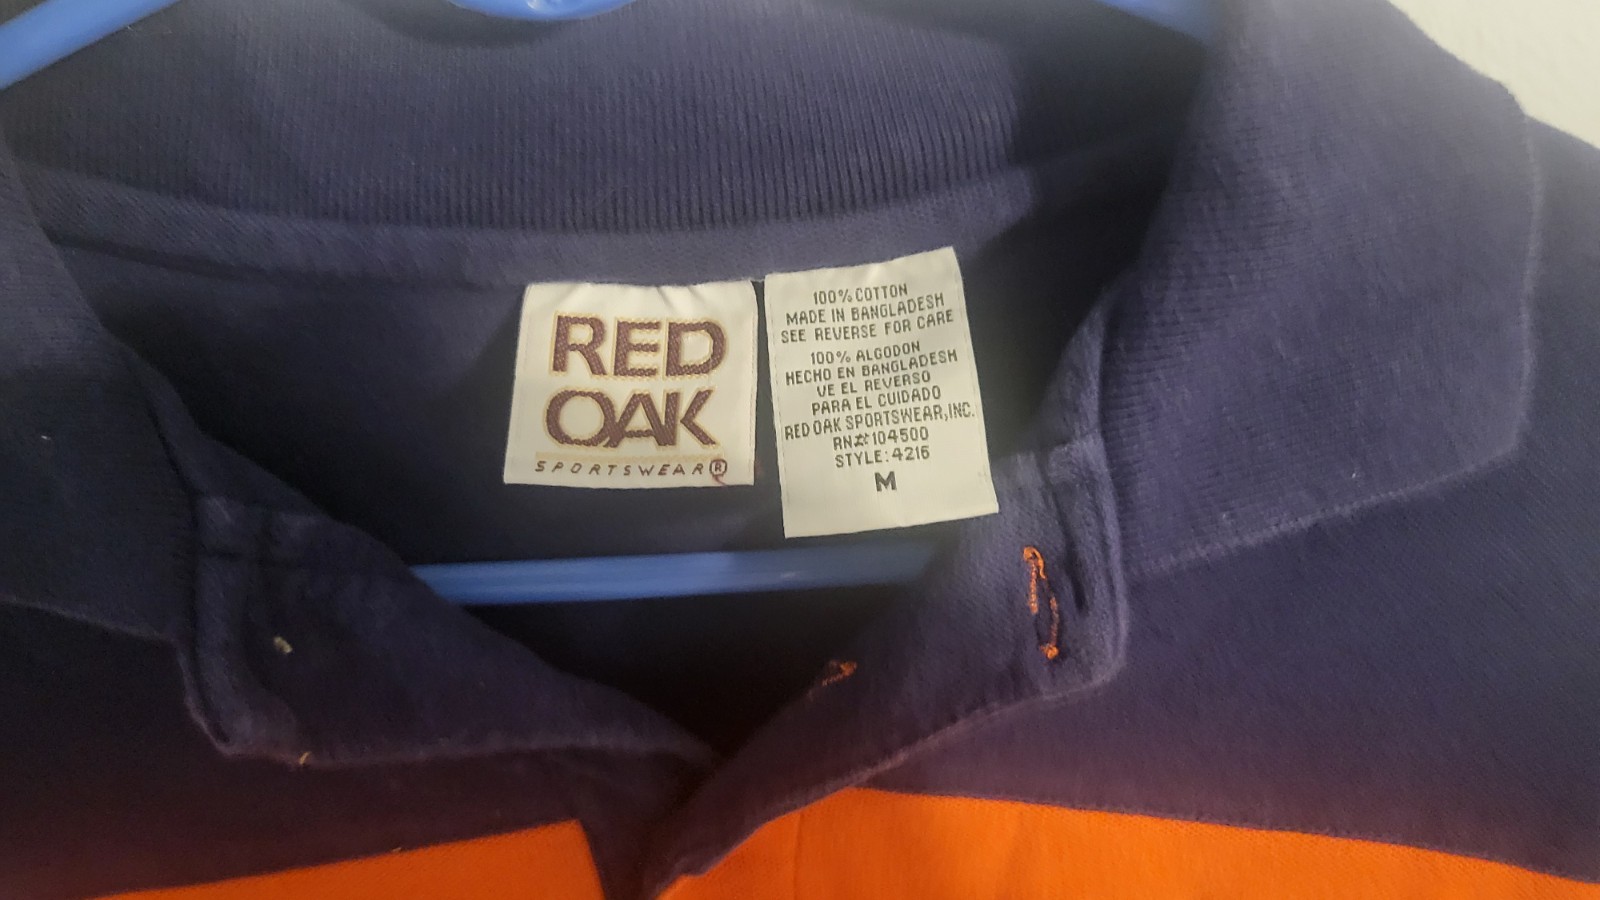 RED
OAK
SPORTSWEAR®
100% COTTON
MADE IN BANGLADESH
SEE REVERSE FOR CARE
100% ALGODON
HECHO EN BANGLADESH
VE EL REVERSO
PARA EL CUIDADO
RED OAK SPORTSWEAR,INC.
RN#104500
STYLE:4216
M